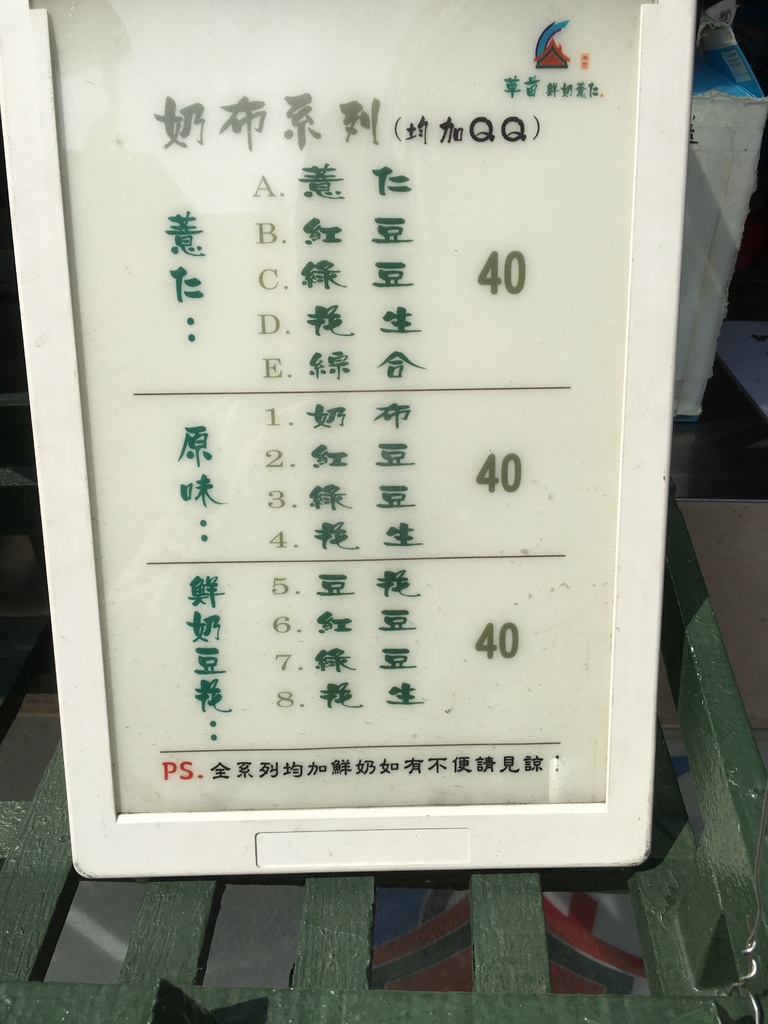 草苗 鮮奶薏仁
奶布系列(均加QQ)
薏仁：
A. 薏仁
B. 紅豆
C. 綠豆
D. 花生
E. 綜合
40
原味：
1. 奶布
2. 紅豆
3. 綠豆
4. 花生
40
鮮奶豆花：
5. 豆花
6. 紅豆
7. 綠豆
8. 花生
40
PS. 全系列均加鮮奶如有不便請見諒！